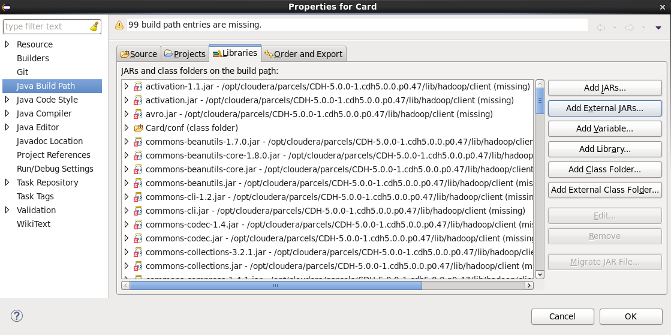 Properties for Card
type filter text
99 build path entries are missing.
Resource
Builders
Git
Java Build Path
Java Code Style
Java Compiler
Java Editor
Javadoc Location
Project References
Run/Debug Settings
Task Repository
Task Tags
Validation
WikiText
Source
Projects
Libraries
Order and Export
JARs and class folders on the build path:
activation-1.1.jar - /opt/cloudera/parcels/CDH-5.0.0-1.cdh5.0.0.p0.47/lib/hadoop/client (missing)
activation.jar - /opt/cloudera/parcels/CDH-5.0.0-1.cdh5.0.0.p0.47/lib/hadoop/client (missing)
avro.jar - /opt/cloudera/parcels/CDH-5.0.0-1.cdh5.0.0.p0.47/lib/hadoop/client (missing)
Card/conf (class folder)
commons-beanutils-1.7.0.jar - /opt/cloudera/parcels/CDH-5.0.0-1.cdh5.0.0.p0.47/lib/hadoop/c
commons-beanutils-core-1.8.0.jar - /opt/cloudera/parcels/CDH-5.0.0-1.cdh5.0.0.p0.47/lib/had
commons-beanutils-core.jar - /opt/cloudera/parcels/CDH-5.0.0-1.cdh5.0.0.p0.47/lib/hadoop/cl
commons-beanutils.jar - /opt/cloudera/parcels/CDH-5.0.0-1.cdh5.0.0.p0.47/lib/hadoop/client (mis
commons-cli-1.2.jar - /opt/cloudera/parcels/CDH-5.0.0-1.cdh5.0.0.p0.47/lib/hadoop/client (missi
commons-cli.jar - /opt/cloudera/parcels/CDH-5.0.0-1.cdh5.0.0.p0.47/lib/hadoop/client (missing)
commons-codec-1.4.jar - /opt/cloudera/parcels/CDH-5.0.0-1.cdh5.0.0.p0.47/lib/hadoop/client (m
commons-codec.jar - /opt/cloudera/parcels/CDH-5.0.0-1.cdh5.0.0.p0.47/lib/hadoop/client (missing
commons-collections-3.2.1.jar - /opt/cloudera/parcels/CDH-5.0.0-1.cdh5.0.0.p0.47/lib/hadoop/c
commons-collections.jar - /opt/cloudera/parcels/CDH-5.0.0-1.cdh5.0.0.p0.47/lib/hadoop/client (m
Add JARs...
Add External JARs...
Add Variable...
Add Library...
Add Class Folder...
Add External Class Folder...
Edit...
Remove
Migrate JAR File...
Cancel
OK